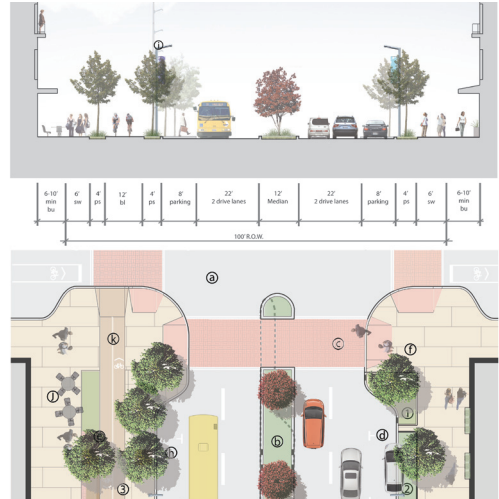 i
6-10' min bu
6' sw
4' ps
12' bl
4' ps
8' parking
22' 2 drive lanes
12' Median
22' 2 drive lanes
8' parking
4' ps
6' sw
6-10' min bu
100' R.O.W.
a
k
c
f
j
i
b
d
h
3
2